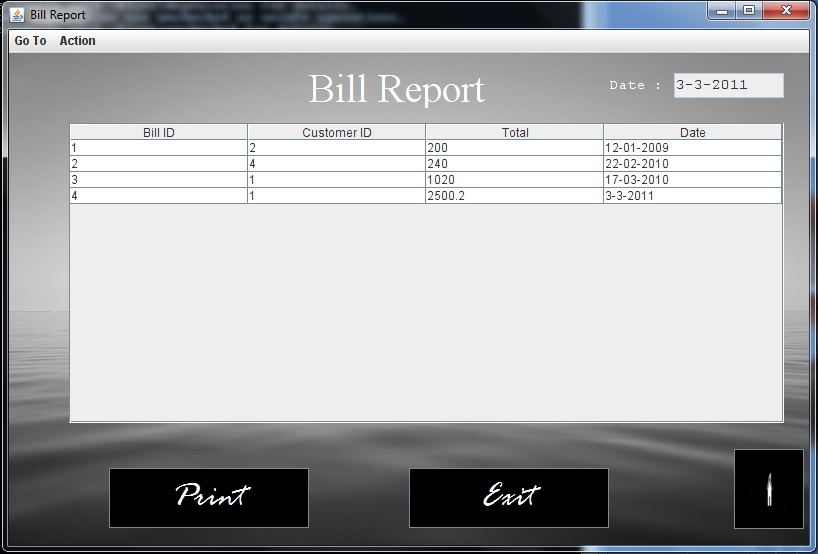 Bill Report
Go To Action
Bill Report
Date : 3-3-2011
Bill ID Customer ID Total Date
1 2 200 12-01-2009
2 4 240 22-02-2010
3 1 1020 17-03-2010
4 1 2500.2 3-3-2011
Print Exit